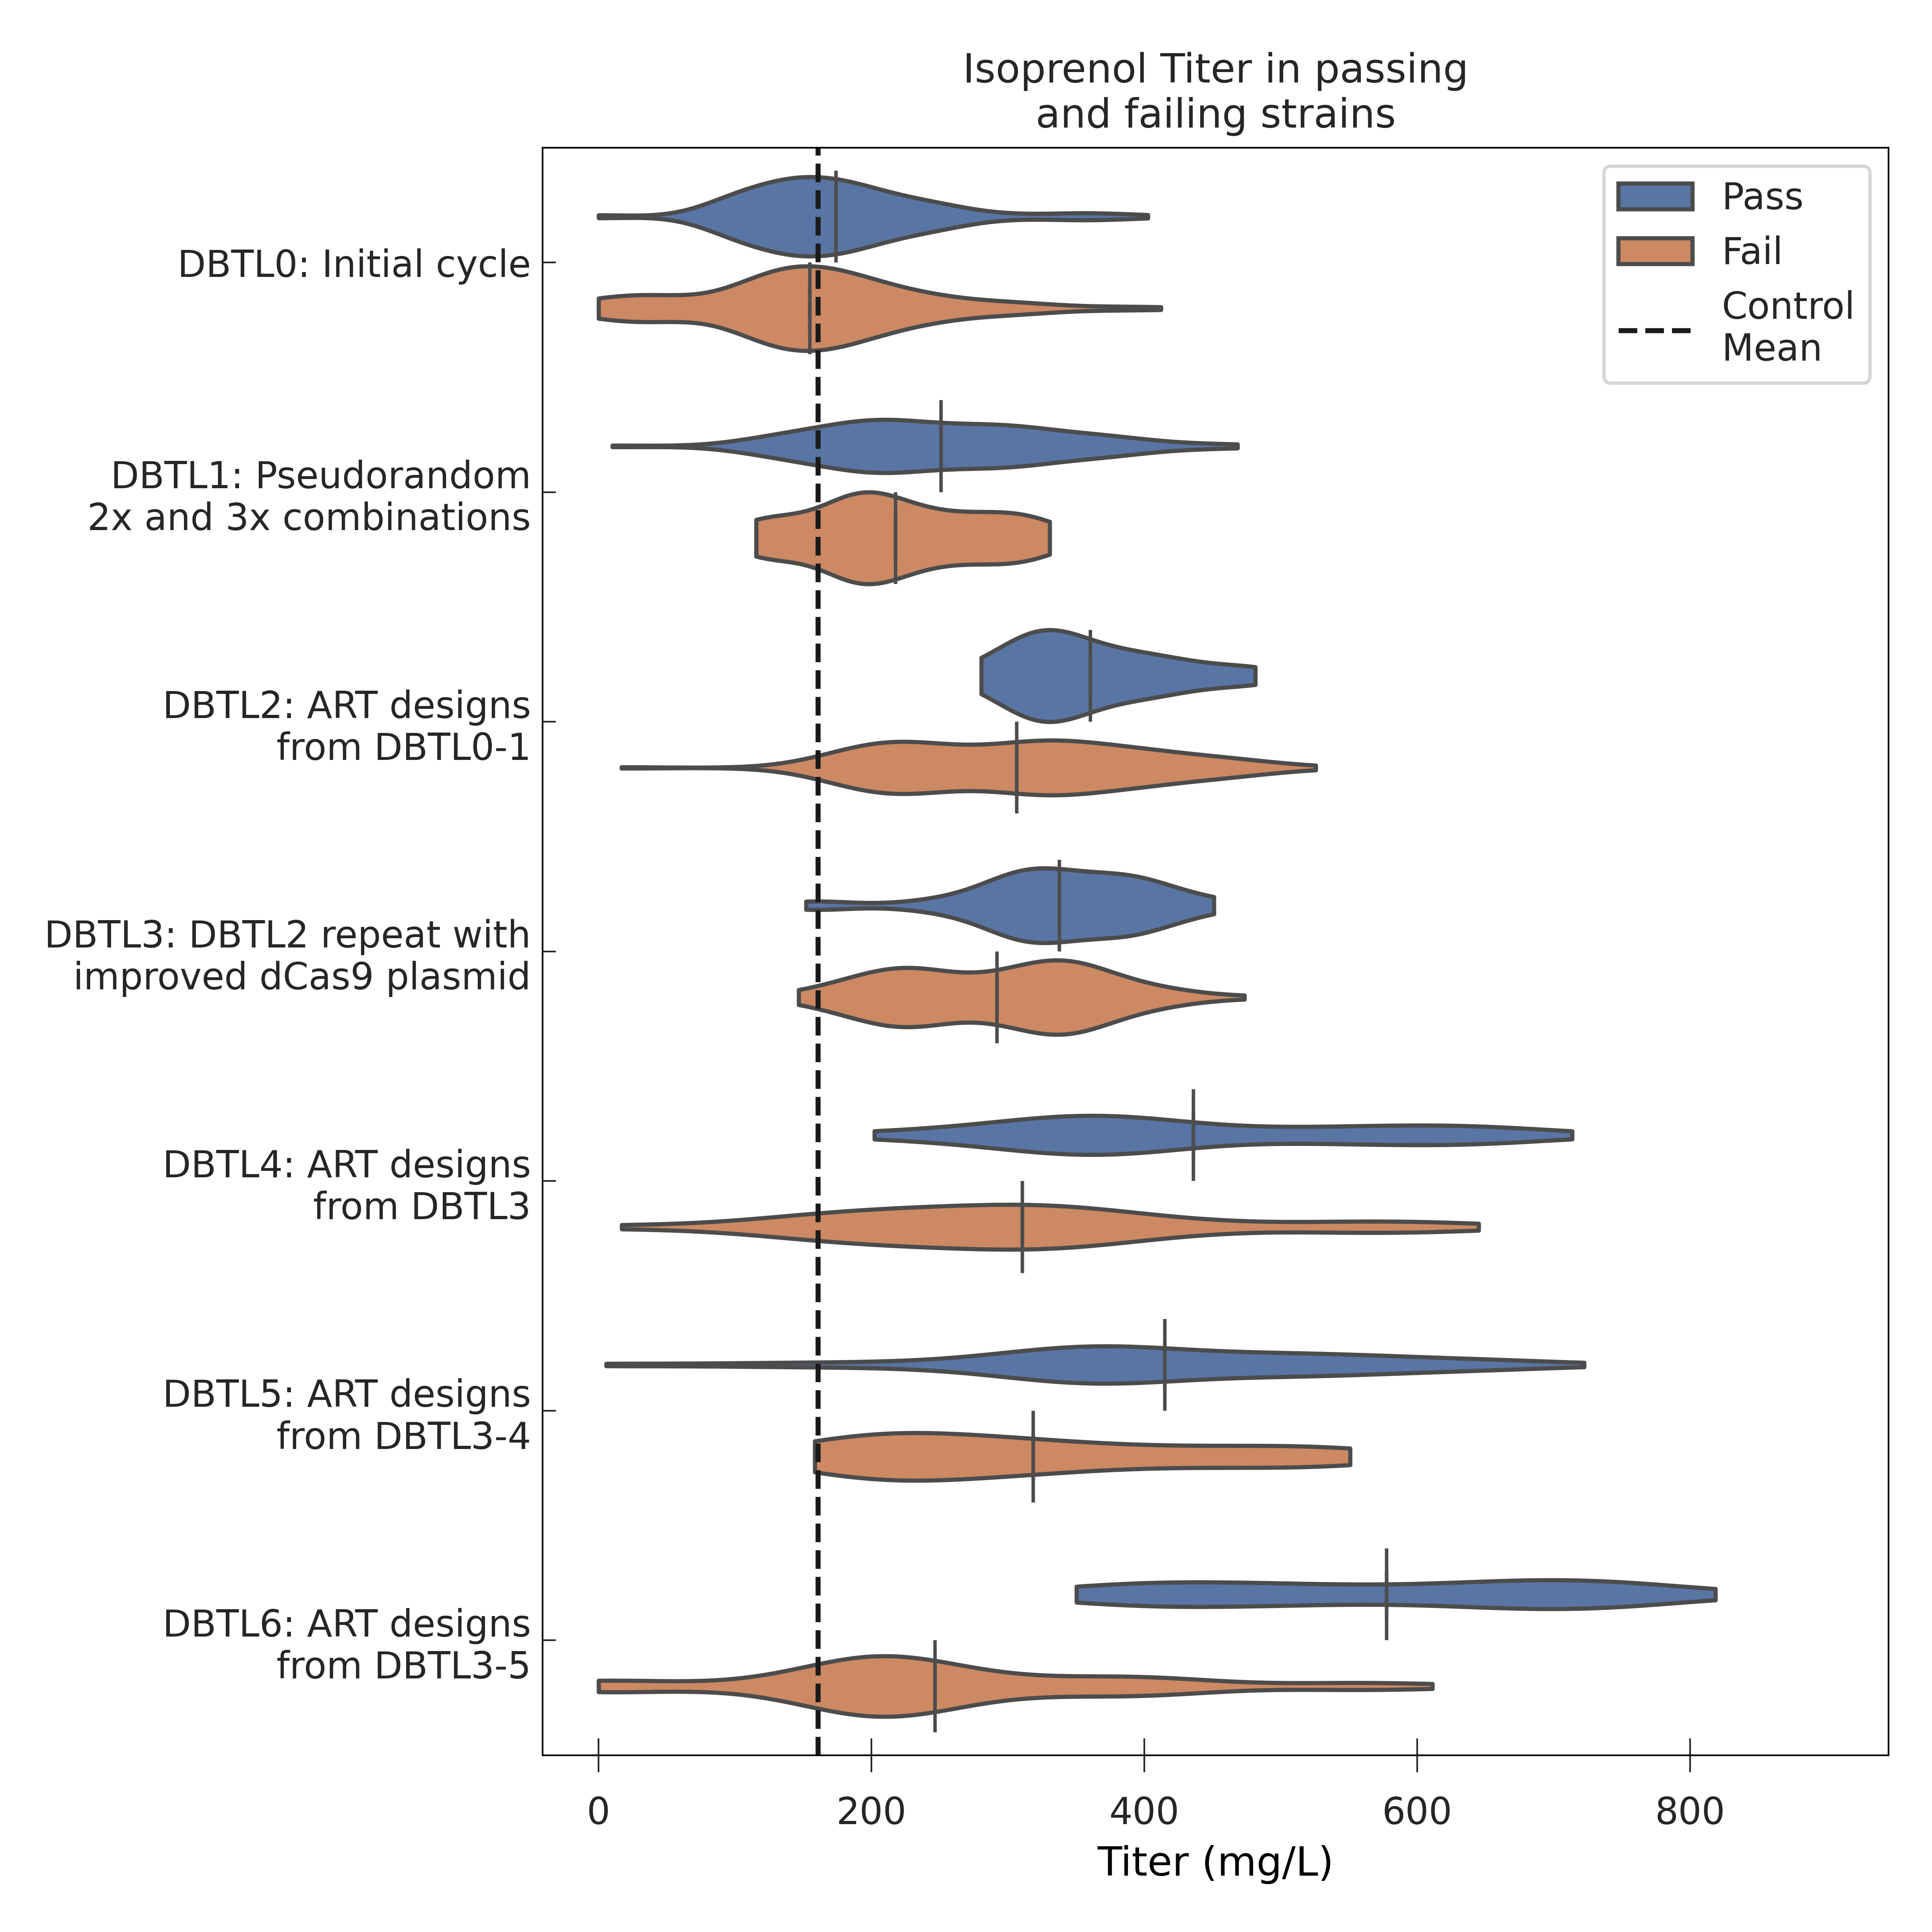 Isoprenol Titer in passing
and failing strains
Pass
Fail
Control
Mean
DBTL0: Initial cycle
DBTL1: Pseudorandom
2x and 3x combinations
DBTL2: ART designs
from DBTL0-1
DBTL3: DBTL2 repeat with
improved dCas9 plasmid
DBTL4: ART designs
from DBTL3
DBTL5: ART designs
from DBTL3-4
DBTL6: ART designs
from DBTL3-5
0 200 400 600 800
Titer (mg/L)